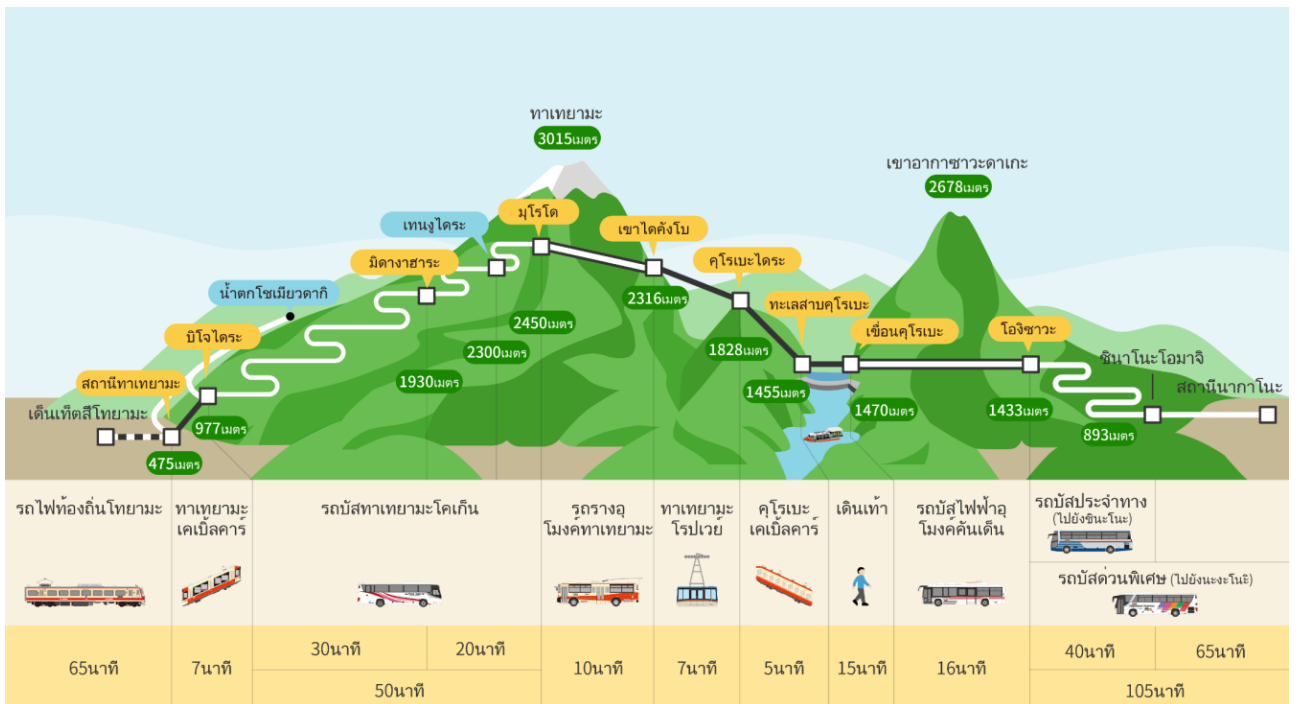 ทาเทยามะ
3015เมตร
เขาอากาซาวะดาเกะ
2678เมตร
มุโรโด
เทนงูไดระ
เขาไดคังโบ
มิดางาฮาระ
คุโรเบะไดระ
น้ำตกโชเมียวดากิ
2316เมตร
ทะเลสาบคุโรเบะ
2450เมตร
บิโจไดระ
เขื่อนคุโรเบะ
โองิซาวะ
2300เมตร
1828เมตร
ชินาโนะโอมาจิ
1930เมตร
สถานีทาเทยามะ
1455เมตร
สถานีนากาโนะ
เด็นเท็ตสึโทยามะ
1470เมตร
1433เมตร
977เมตร
893เมตร
475เมตร
รถไฟท้องถิ่นโทยามะ
ทาเทยามะ
เคเบิ้ลคาร์
รถบัสทาเทยามะโคเก็น
รถรางอุ
โมงค์ทาเทยามะ
ทาเทยามะ
โรปเวย์
คุโรเบะ
เคเบิ้ลคาร์
เดินเท้า
รถบัสไฟฟ้าอุ
โมงค์คันเด็น
รถบัสประจำทาง
(ไปยังชินะโนะ)
รถบัสด่วนพิเศษ (ไปยังนะงะโนะ)
65นาที
7นาที
30นาที
20นาที
50นาที
10นาที
7นาที
5นาที
15นาที
16นาที
40นาที
65นาที
105นาที